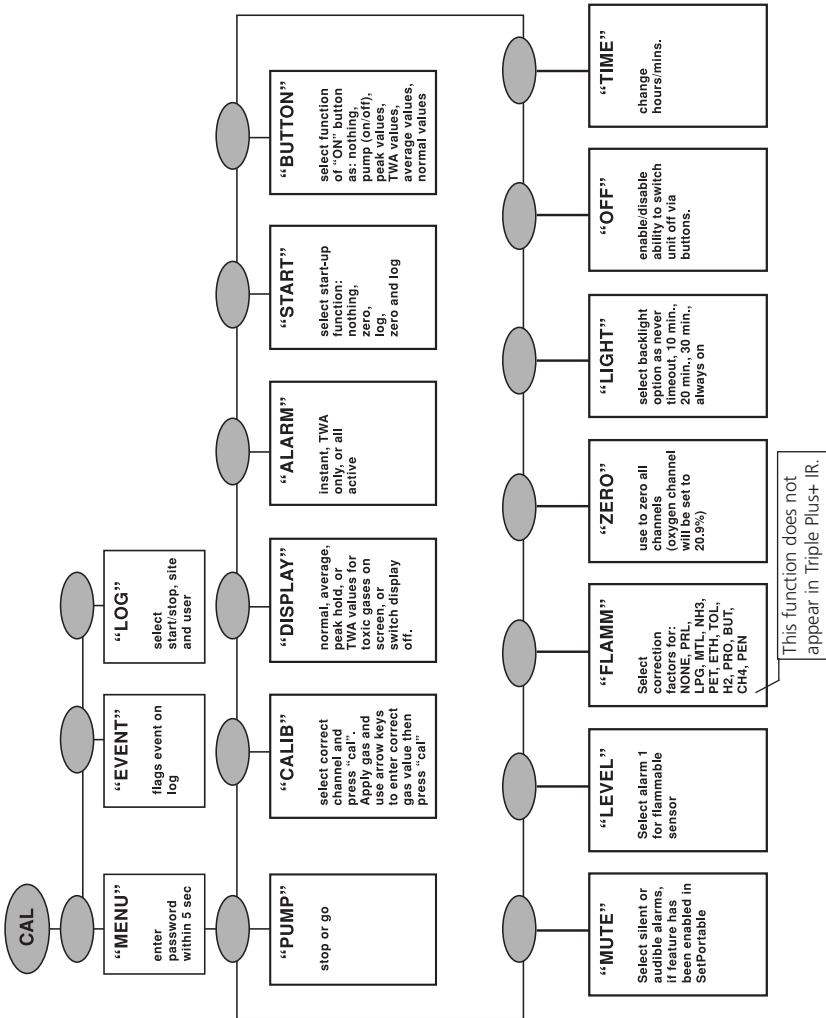 CAL
“MENU”
enter
password
within 5 sec
“EVENT”
flags event on
log
“LOG”
select
start/stop, site
and user
“PUMP”
stop or go
“CALIB”
select correct
channel and
press “cal”.
Apply gas and
use arrow keys
to enter correct
gas value then
press “cal”
“DISPLAY”
normal, average,
peak hold, or
TWA values for
toxic gases on
screen, or
switch display
off.
“ALARM”
instant, TWA
only, or all
active
“START”
select start-up
function:
nothing,
zero,
log,
zero and log
“BUTTON”
select function
of “ON” button
as: nothing,
pump (on/off),
peak values,
TWA values,
average values,
normal values
“MUTE”
Select silent or
audible alarms,
if feature has
been enabled in
SetPortable
“LEVEL”
Select alarm 1
for flammable
sensor
“FLAMM”
Select
correction
factors for:
NONE, PRL,
LPG, MTL, NH3,
PET, ETH, TOL,
H2, PRO, BUT,
CH4, PEN
“ZERO”
use to zero all
channels
(oxygen channel
will be set to
20.9%)
“LIGHT”
select backlight
option as never
timeout, 10 min.,
20 min., 30 min.,
always on
“OFF”
enable/disable
ability to switch
unit off via
buttons.
“TIME”
change
hours/mins.
This function does not
appear in Triple Plus+ IR.